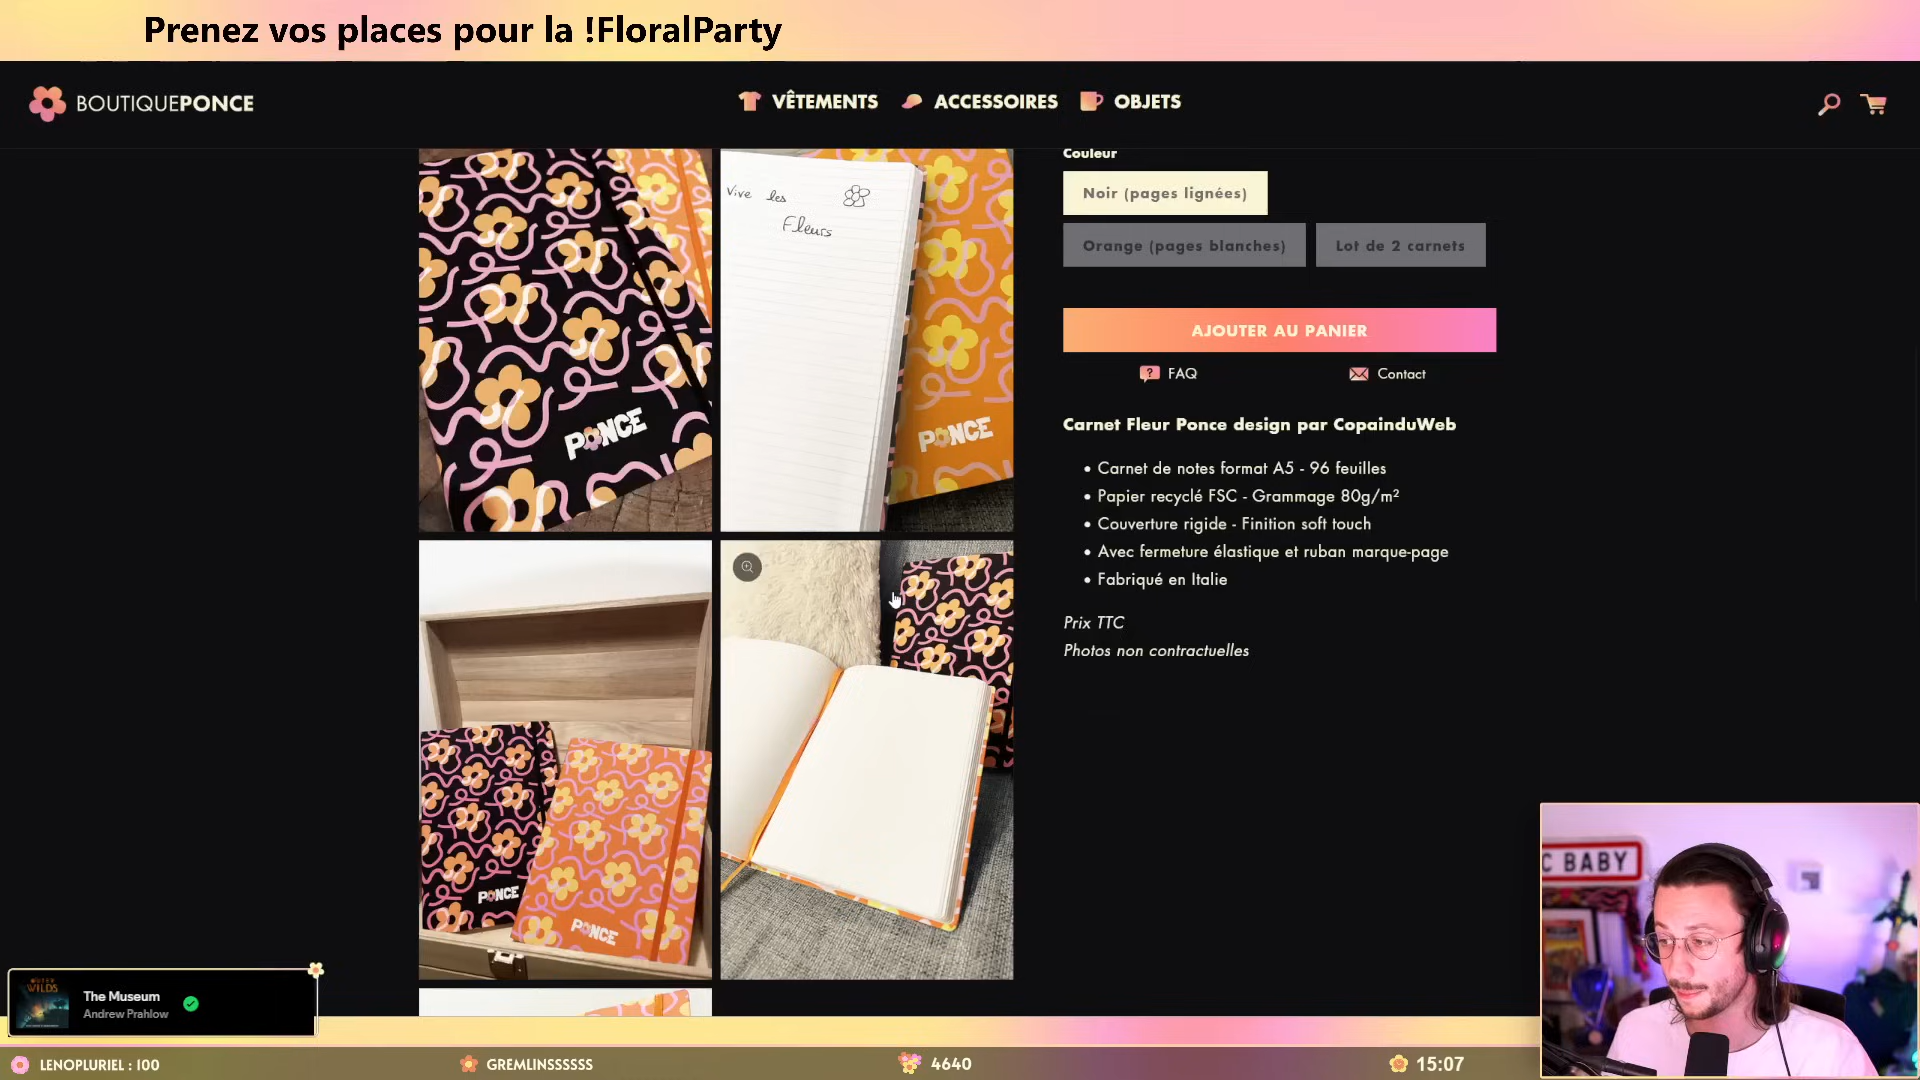 Prenez vos places pour la !FloralParty
BOUTIQUEPONCE
VÊTEMENTS
ACCESSOIRES
OBJETS
Couleur
Noir (pages lignées)
Orange (pages blanches)
Lot de 2 carnets
AJOUTER AU PANIER
FAQ
Contact
Carnet Fleur Ponce design par CopainduWeb
Carnet de notes format A5 - 96 feuilles
Papier recyclé FSC - Grammage 80g/m²
Couverture rigide - Finition soft touch
Avec fermeture élastique et ruban marque-page
Fabriqué en Italie
Prix TTC
Photos non contractuelles
Vive les
Fleurs
PONCE
PONCE
PONCE
PONCE
C BABY
OUTER
WILDS
The Museum
Andrew Prahlow
LENOPLURIEL : 100
GREMLINSSSSSS
4640
15:07